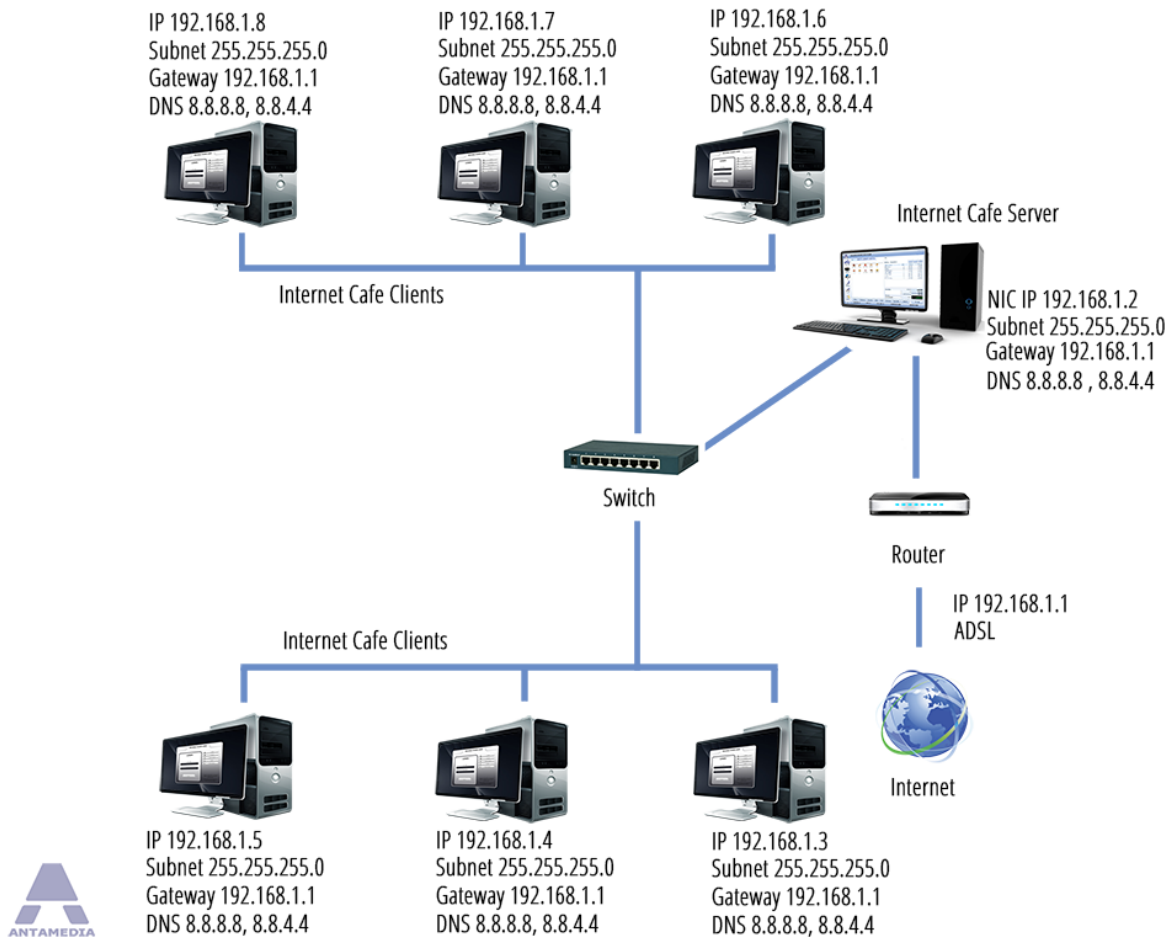 IP 192.168.1.8
Subnet 255.255.255.0
Gateway 192.168.1.1
DNS 8.8.8.8, 8.8.4.4
IP 192.168.1.7
Subnet 255.255.255.0
Gateway 192.168.1.1
DNS 8.8.8.8, 8.8.4.4
IP 192.168.1.6
Subnet 255.255.255.0
Gateway 192.168.1.1
DNS 8.8.8.8, 8.8.4.4
Internet Cafe Server
Internet Cafe Clients
NIC IP 192.168.1.2
Subnet 255.255.255.0
Gateway 192.168.1.1
DNS 8.8.8.8 , 8.8.4.4
Switch
Router
IP 192.168.1.1
ADSL
Internet Cafe Clients
Internet
IP 192.168.1.5
Subnet 255.255.255.0
Gateway 192.168.1.1
DNS 8.8.8.8, 8.8.4.4
IP 192.168.1.4
Subnet 255.255.255.0
Gateway 192.168.1.1
DNS 8.8.8.8, 8.8.4.4
IP 192.168.1.3
Subnet 255.255.255.0
Gateway 192.168.1.1
DNS 8.8.8.8, 8.8.4.4
ANTAMEDIA